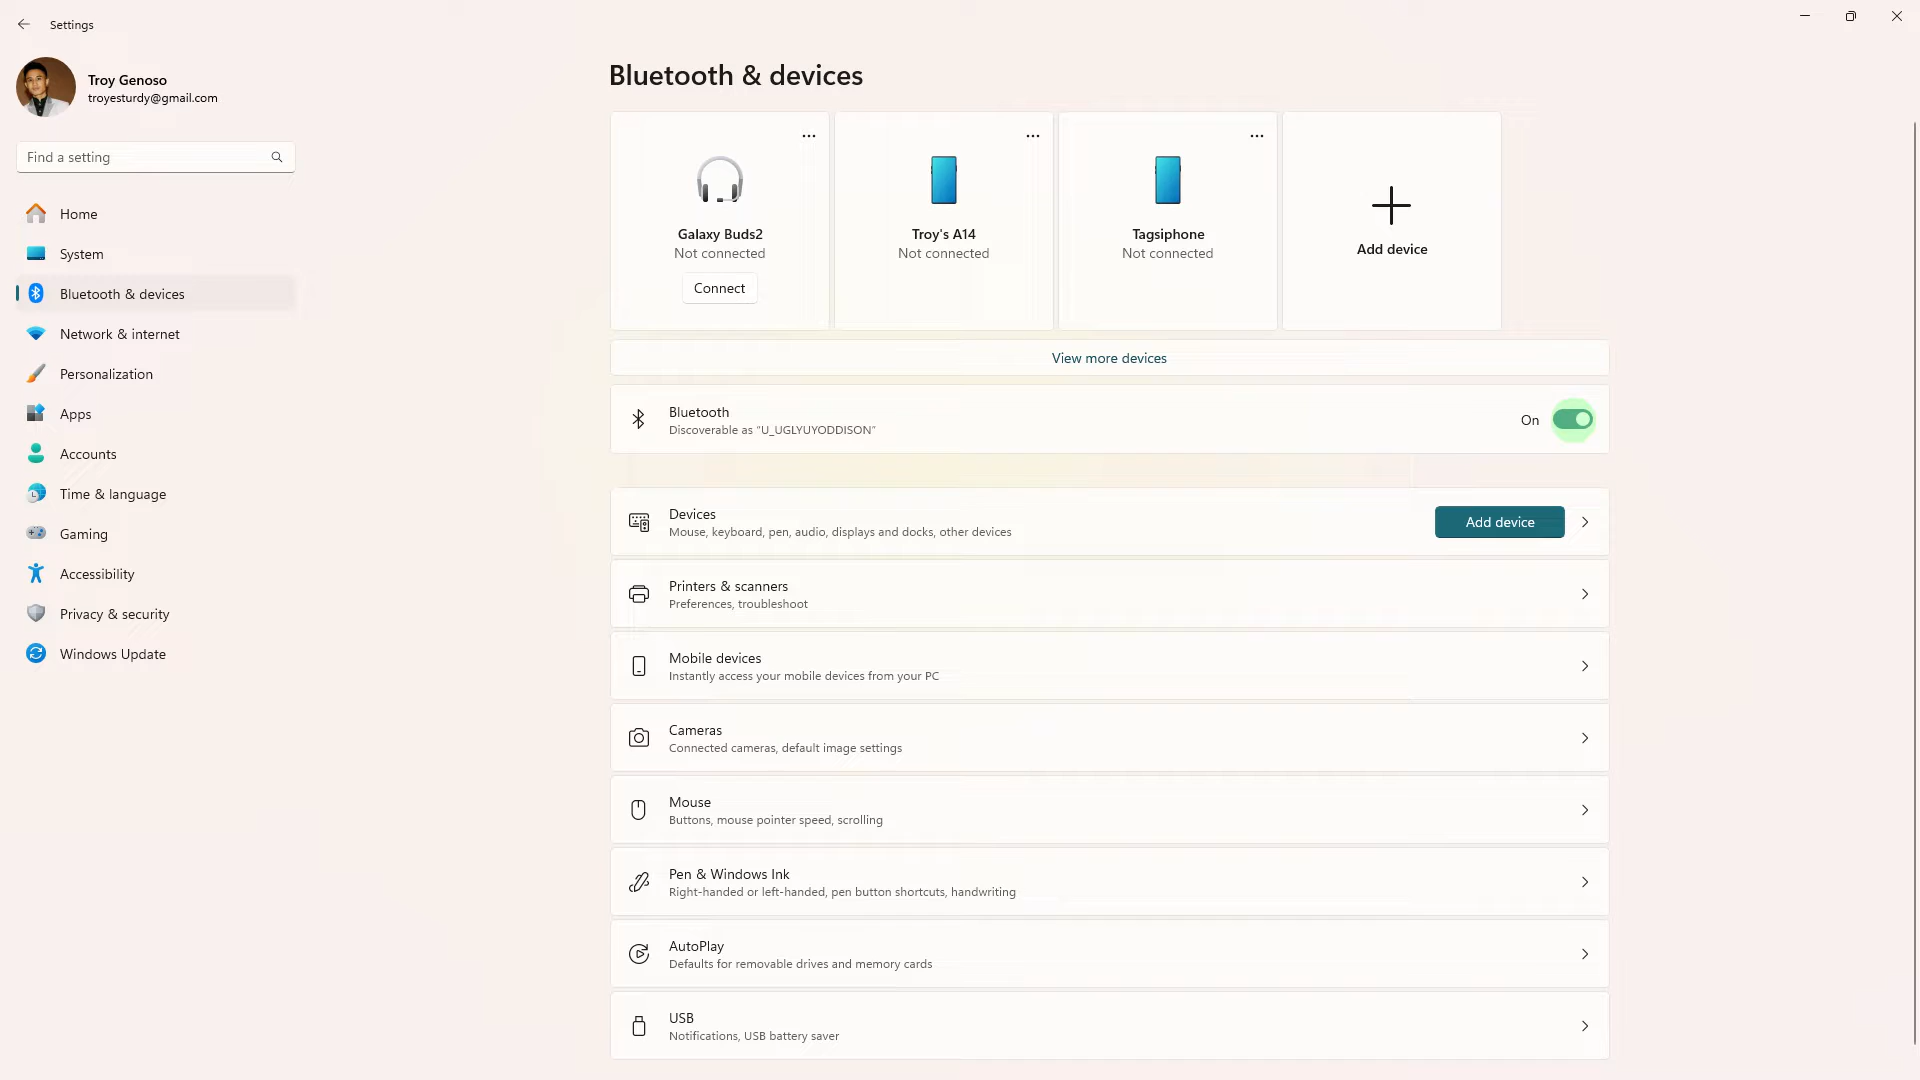 Settings
Troy Genoso
troyesturdy@gmail.com
Find a setting
Home
System
Bluetooth & devices
Network & internet
Personalization
Apps
Accounts
Time & language
Gaming
Accessibility
Privacy & security
Windows Update
Bluetooth & devices
Galaxy Buds2
Not connected
Connect
Troy's A14
Not connected
Tagsiphone
Not connected
Add device
View more devices
Bluetooth
Discoverable as "U_UGLYUYODDISON"
On
Devices
Mouse, keyboard, pen, audio, displays and docks, other devices
Add device
Printers & scanners
Preferences, troubleshoot
Mobile devices
Instantly access your mobile devices from your PC
Cameras
Connected cameras, default image settings
Mouse
Buttons, mouse pointer speed, scrolling
Pen & Windows Ink
Right-handed or left-handed, pen button shortcuts, handwriting
AutoPlay
Defaults for removable drives and memory cards
USB
Notifications, USB battery saver